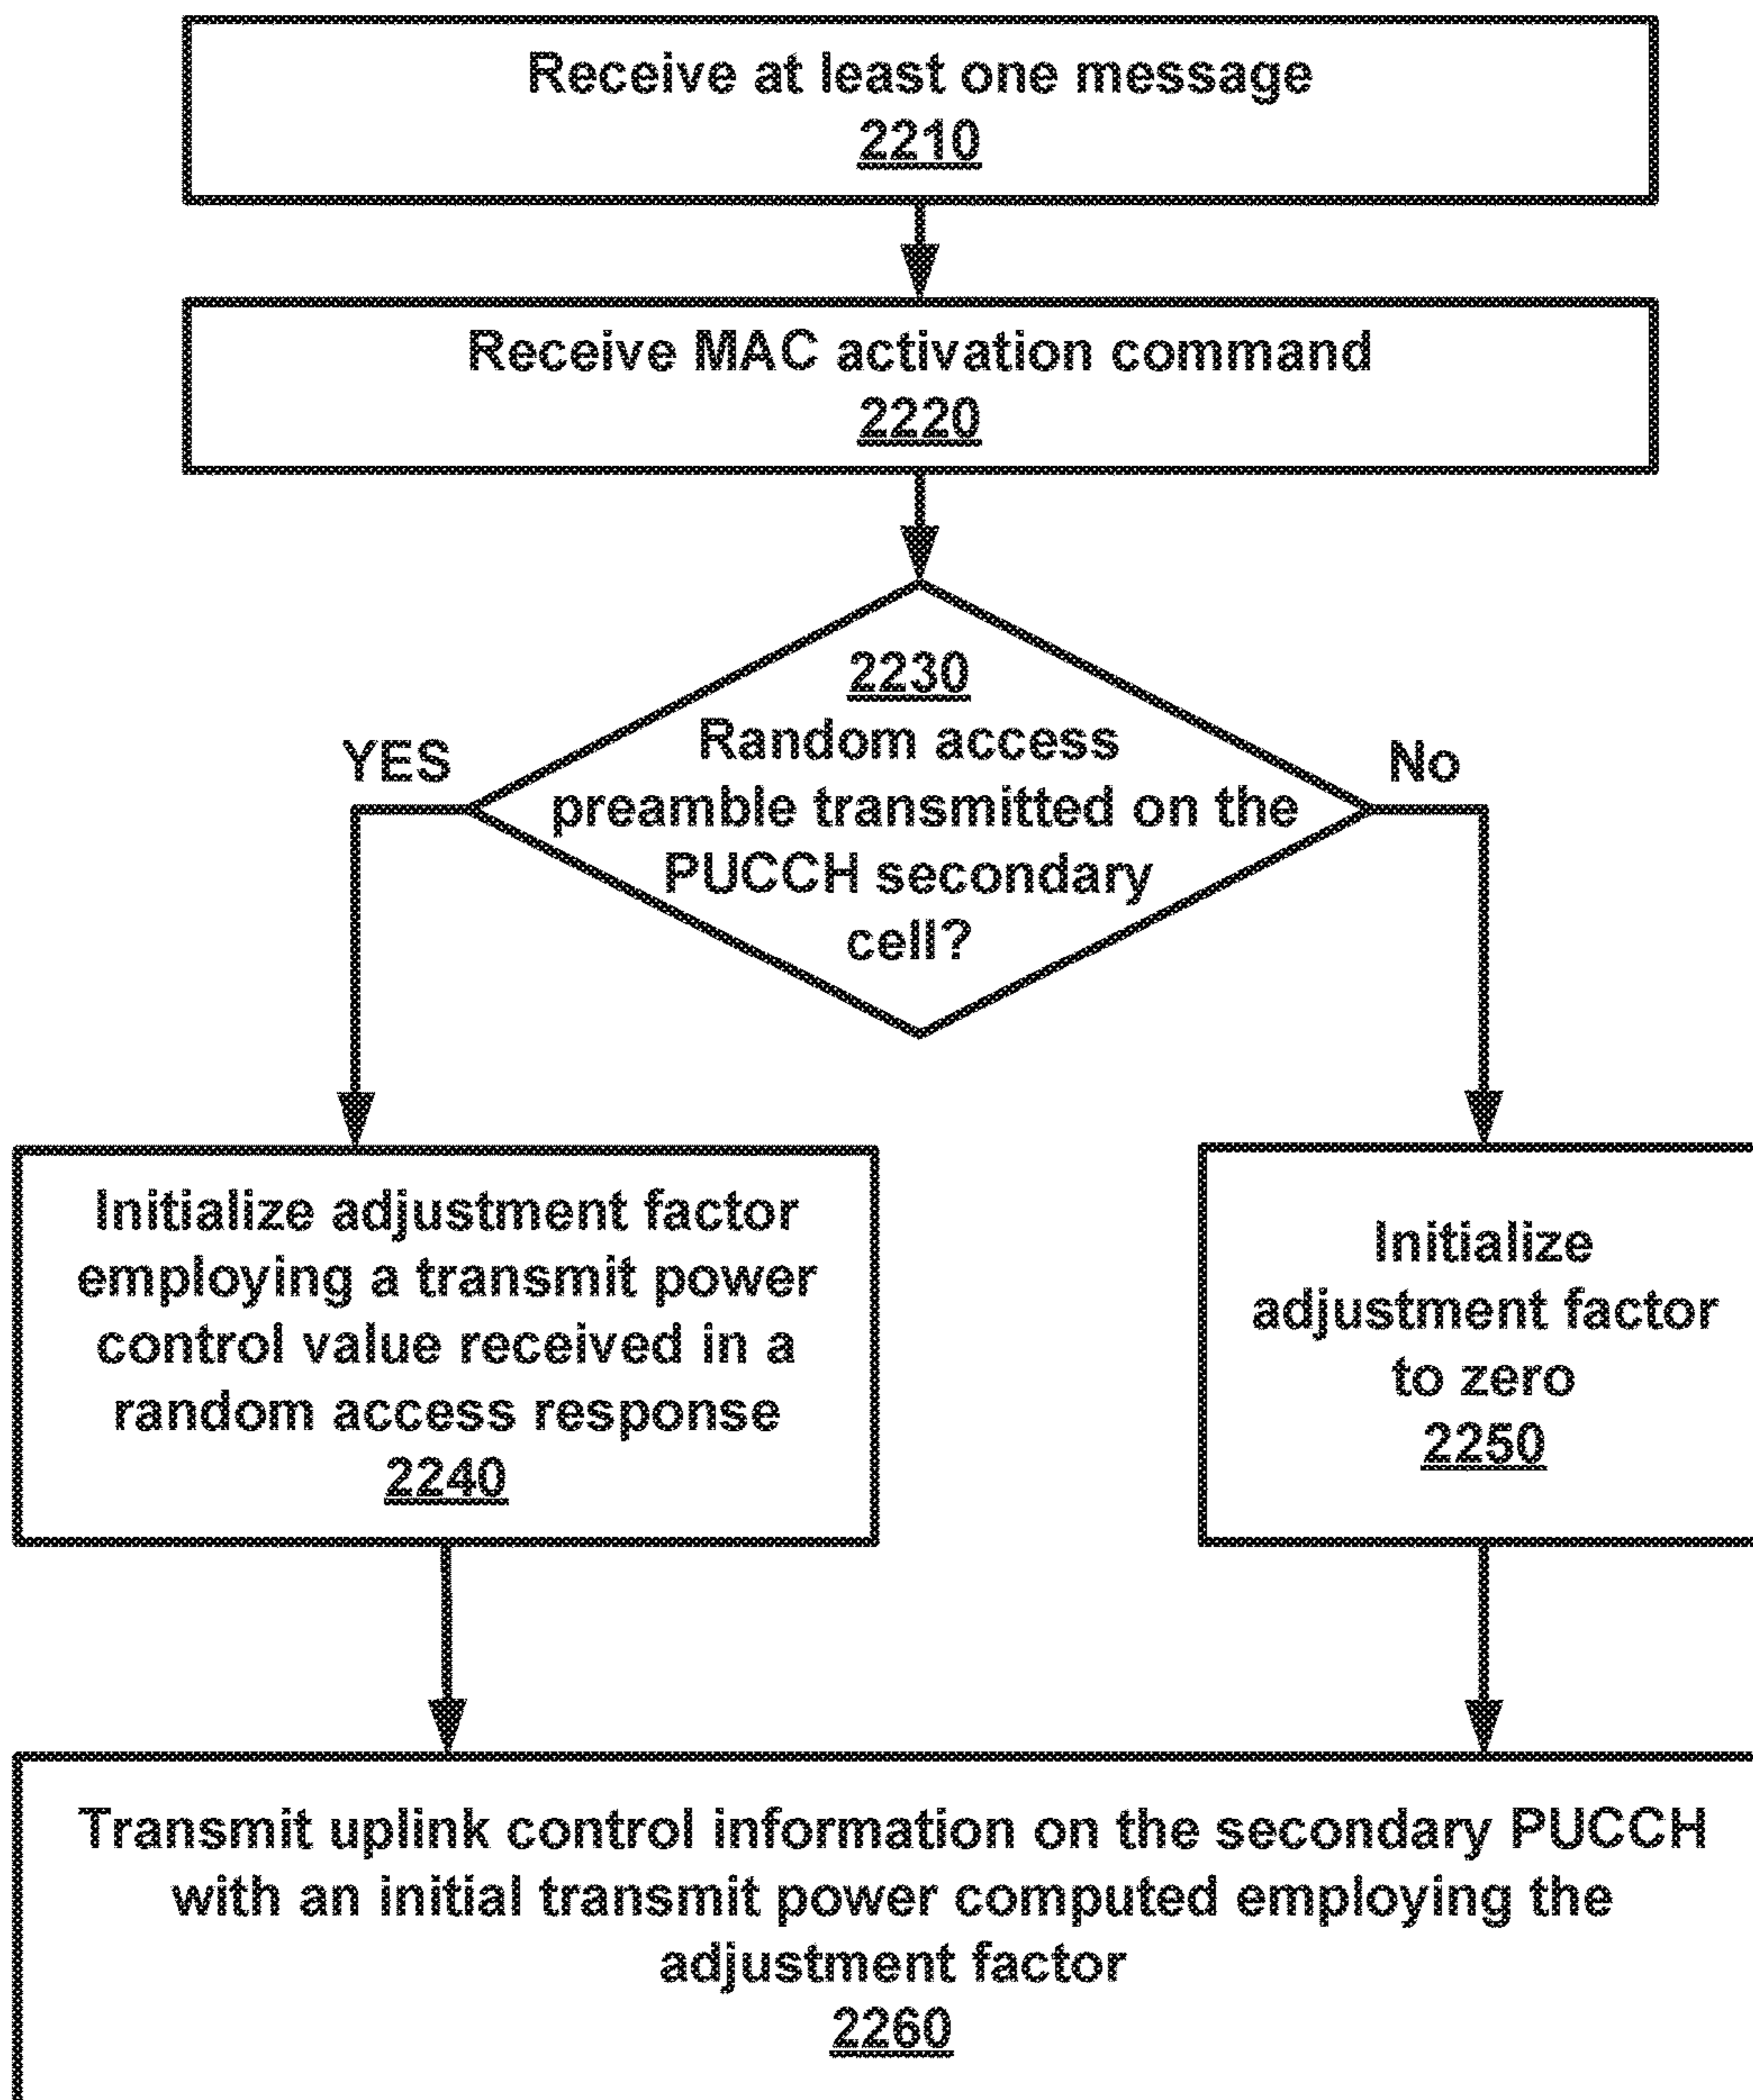 Receive at least one message
2210
Receive MAC activation command
2220
2230
Random access
preamble transmitted on the
PUCCH secondary
cell?
YES
No
Initialize adjustment factor
employing a transmit power
control value received in a
random access response
2240
Initialize
adjustment factor
to zero
2250
Transmit uplink control information on the secondary PUCCH
with an initial transmit power computed employing the
adjustment factor
2260